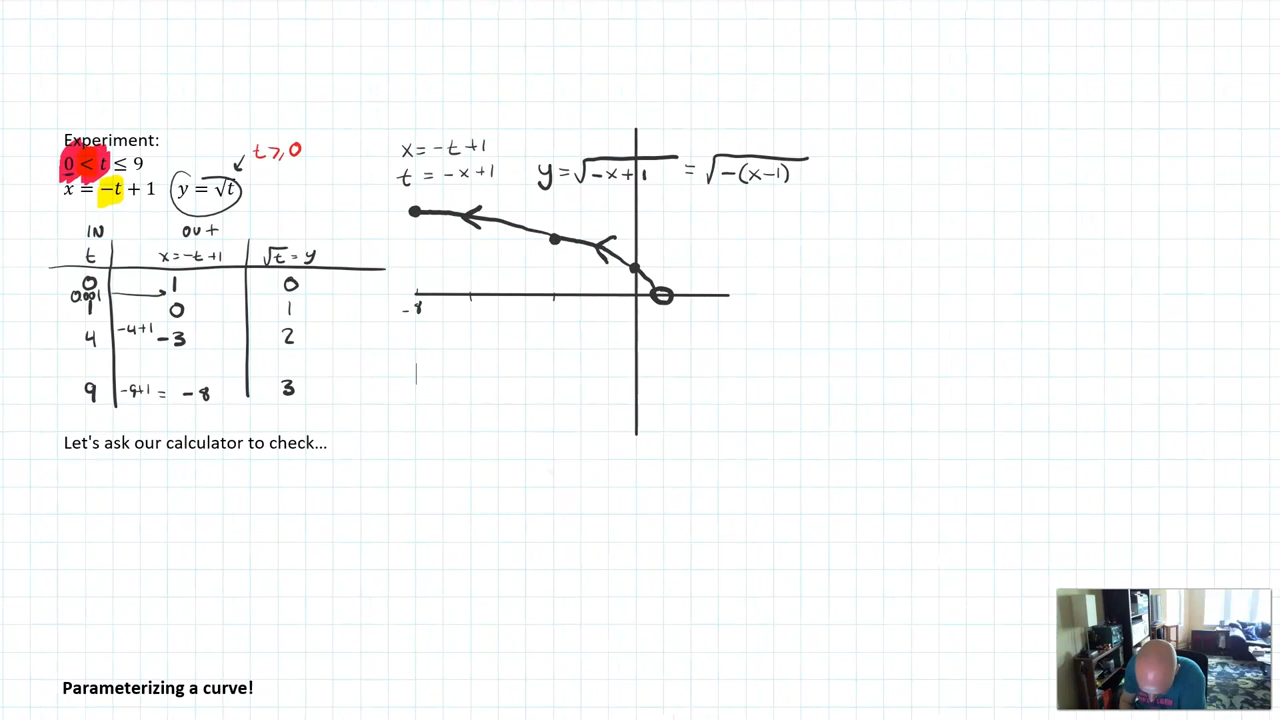 Experiment:
0 < t ≤ 9
x = −t + 1   y = √t   t ≥ 0
IN   out
t   x = −t +1   √t = y
0   1   0
0.001
1   0   1
4   −4+1   −3   2
9   −9+1 = −8   3
Let's ask our calculator to check...
x = −t +1
t = −x +1
y = √−x+1 = √−(x−1)
−8
Parameterizing a curve!